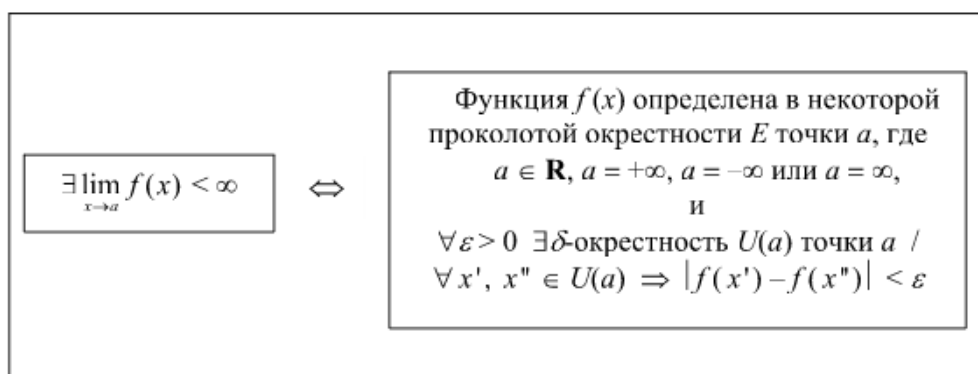 ∃ lim f(x) < ∞
x→a
⇔
Функция f(x) определена в некоторой
проколотой окрестности E точки a, где
a ∈ R, a = +∞, a = –∞ или a = ∞,
и
∀ε > 0 ∃δ-окрестность U(a) точки a /
∀ x', x" ∈ U(a) ⇒ |f(x') – f(x")| < ε